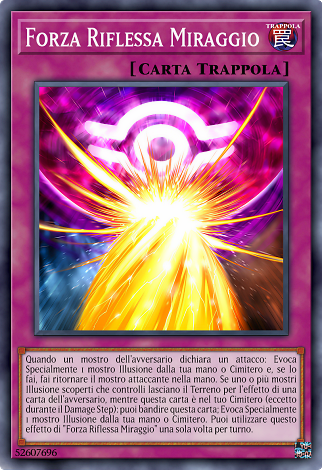 Forza Riflessa Miraggio
TRAPPOLA
罠
[Carta Trappola]
Quando un mostro dell'avversario dichiara un attacco: Evoca
Specialmente 1 mostro Illusione dalla tua mano o Cimitero e, se lo
fai, fai ritornare il mostro attaccante nella mano. Se uno o più mostri
Illusione scoperti che controlli lasciano il Terreno per l'effetto di una
carta dell'avversario, mentre questa carta è nel tuo Cimitero (eccetto
durante il Damage Step): puoi bandire questa carta; Evoca Specialmente
1 mostro Illusione dalla tua mano o Cimitero. Puoi utilizzare questo
effetto di "Forza Riflessa Miraggio" una sola volta per turno.
52607696